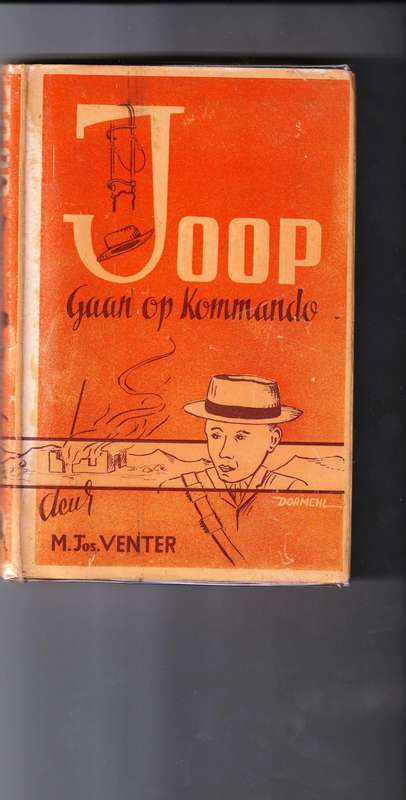 JOOP
Gaan op Kommando
deur
DORMEHL
M. Jos. VENTER